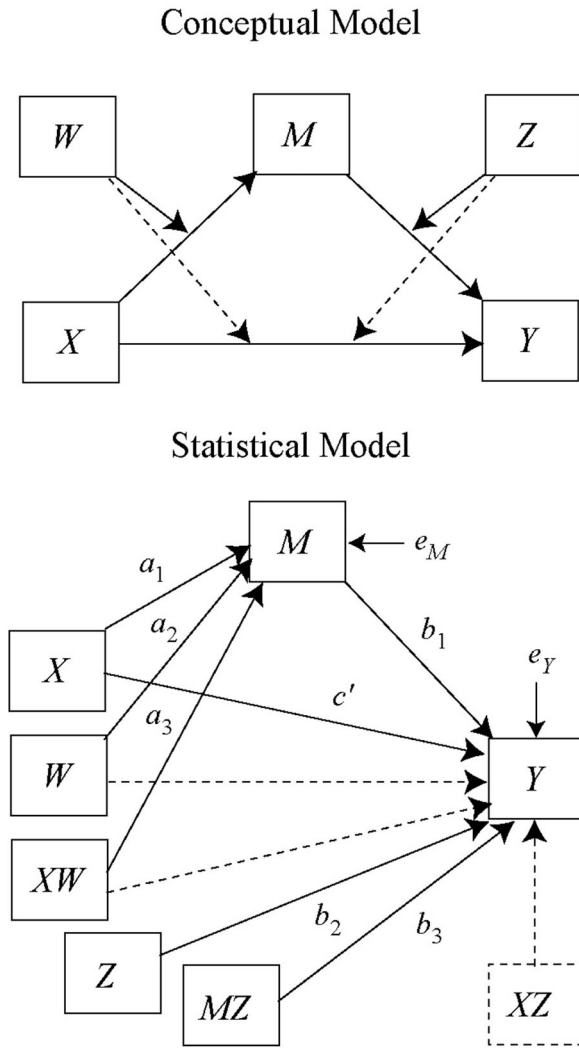 Conceptual Model
W
M
Z
X
Y
Statistical Model
M
e_M
a_1
a_2
b_1
X
e_Y
c'
a_3
W
Y
XW
b_2
b_3
Z
MZ
XZ